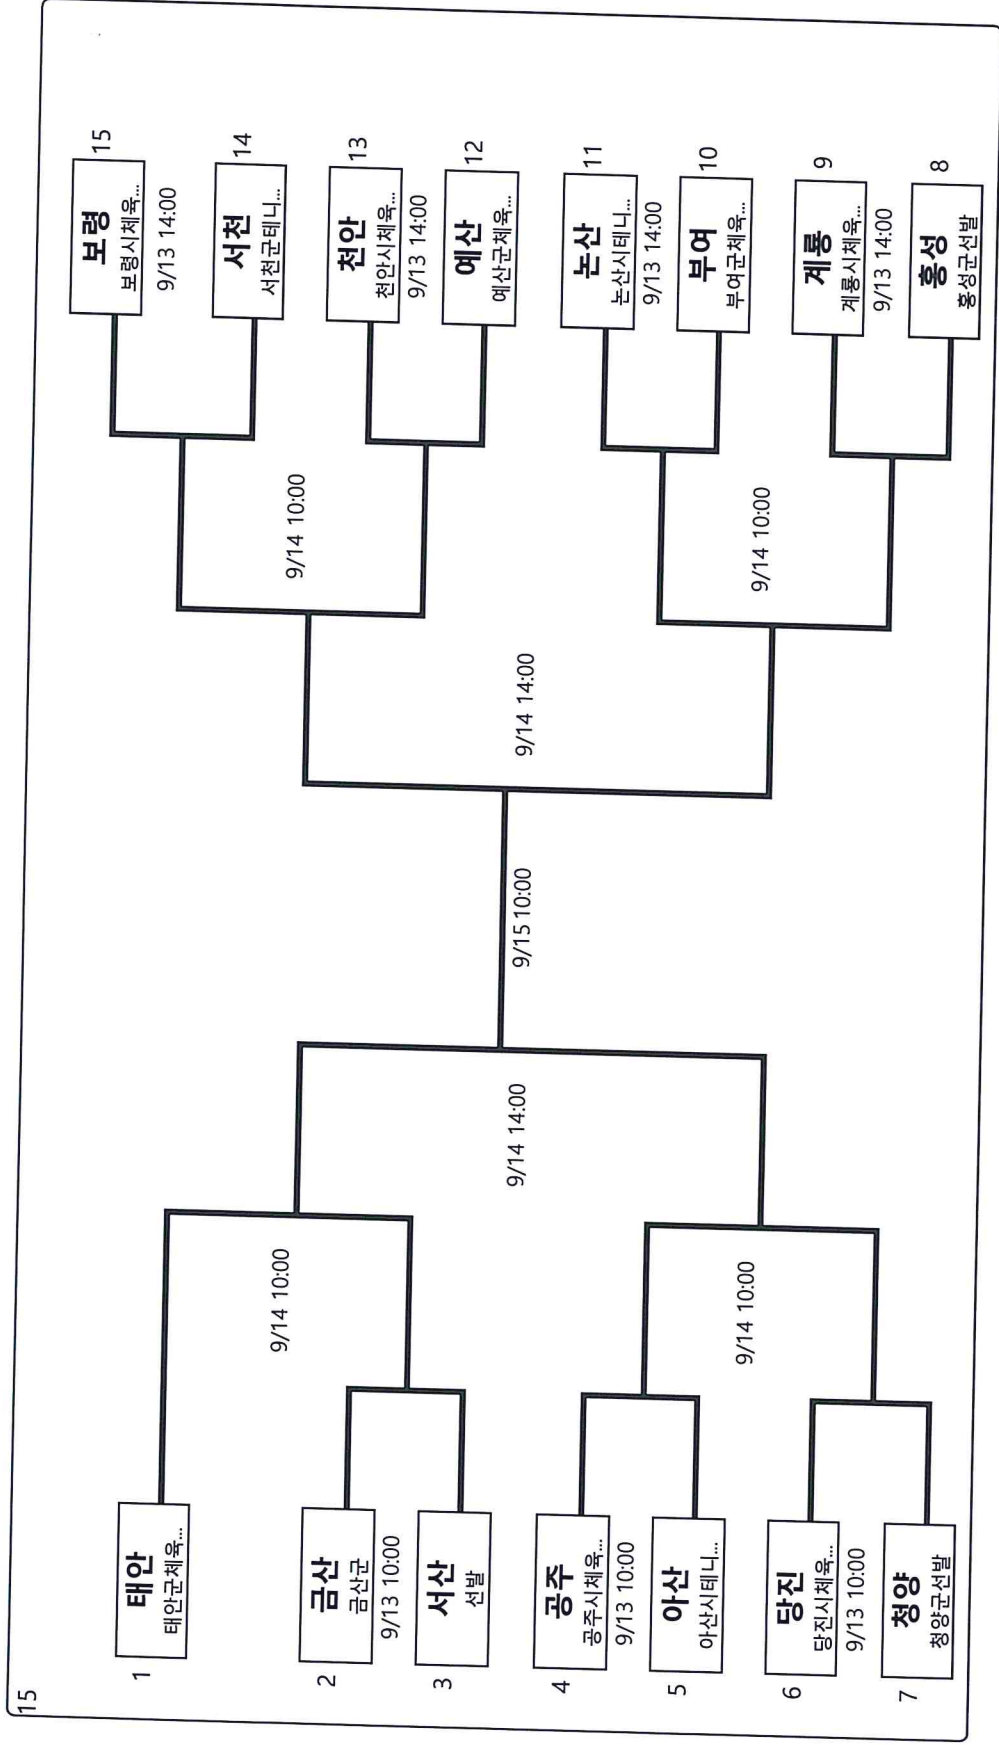 15
1
태안
태안군체육...
2
금산
금산군
9/13 10:00
3
서산
선발
4
공주
공주시체육...
9/13 10:00
5
아산
아산시테니...
6
당진
당진시체육...
9/13 10:00
7
청양
청양군선발
9/14 10:00
9/14 10:00
9/14 14:00
9/15 10:00
9/14 14:00
9/14 10:00
9/14 10:00
보령
보령시체육...
15
9/13 14:00
서천
서천군테니...
14
천안
천안시체육...
13
9/13 14:00
예산
예산군체육...
12
논산
논산시테니...
11
9/13 14:00
부여
부여군체육...
10
계룡
계룡시체육...
9
9/13 14:00
홍성
홍성군선발
8